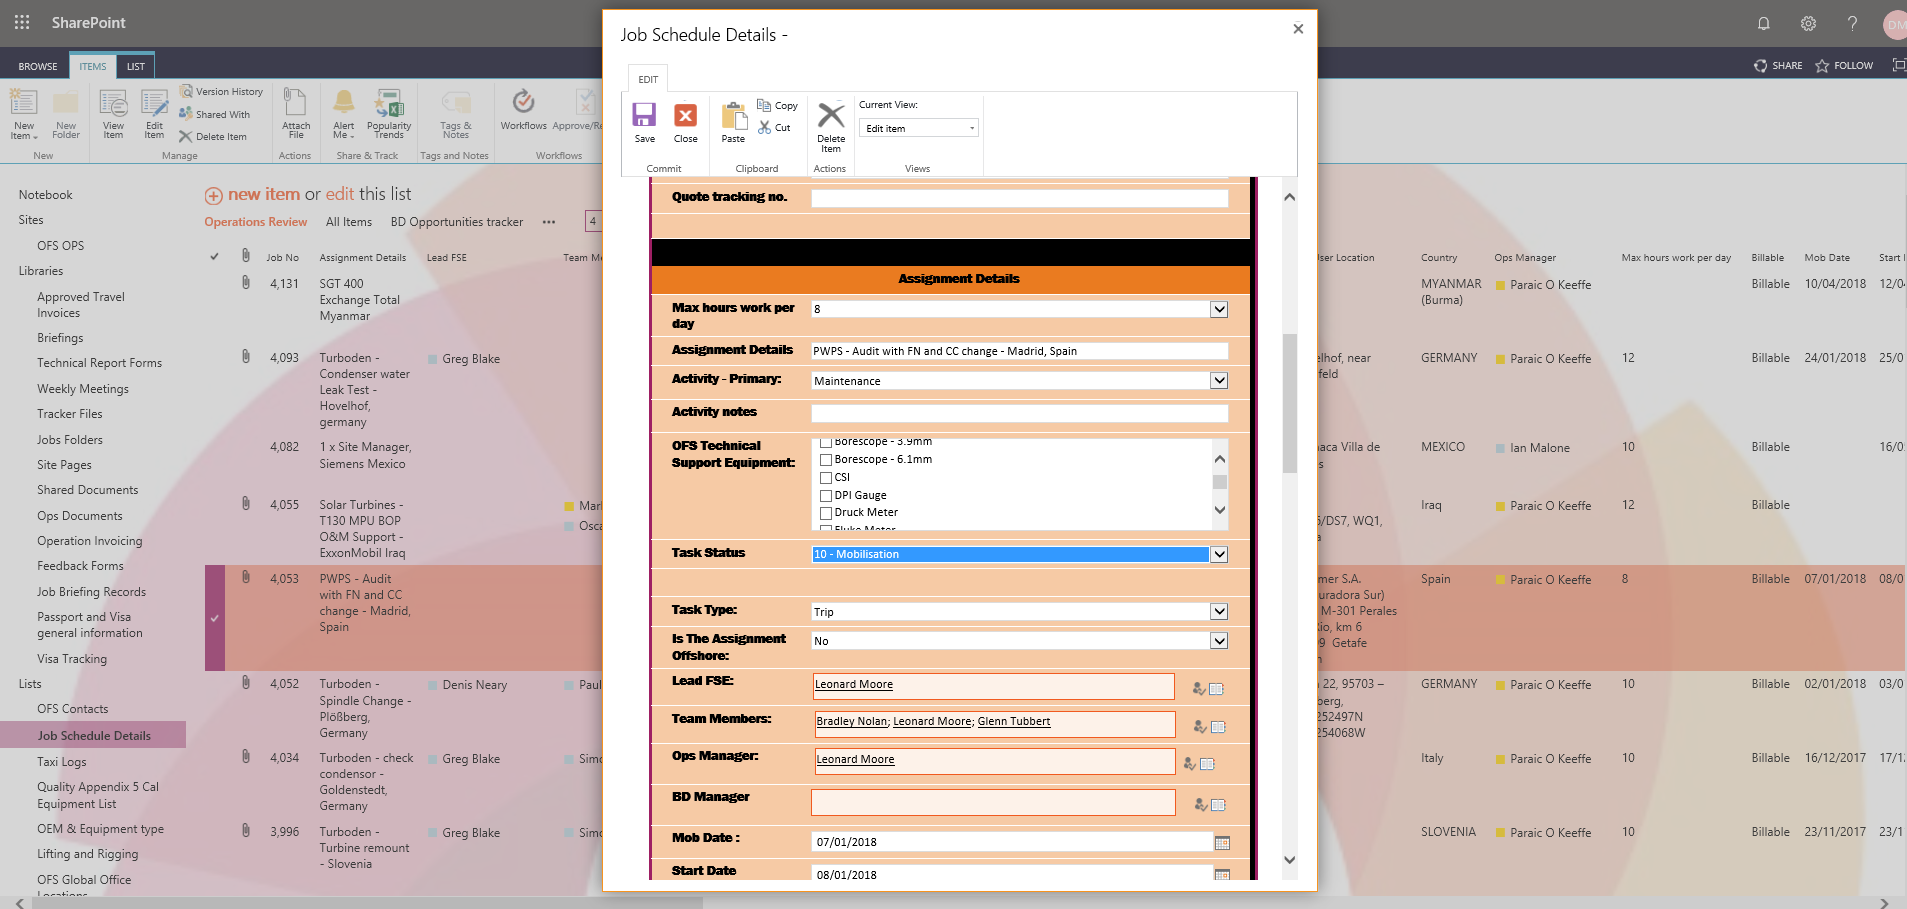 SharePoint
DM
BROWSE
ITEMS
LIST
SHARE
FOLLOW
New Item
New Folder
New
View Item
Edit Item
Version History
Shared With
Delete Item
Manage
Attach File
Actions
Alert Me
Popularity Trends
Share & Track
Tags & Notes
Tags and Notes
Workflows
Approve/Re
Workflows
Notebook
Sites
OFS OPS
Libraries
Approved Travel
Invoices
Briefings
Technical Report Forms
Weekly Meetings
Tracker Files
Jobs Folders
Site Pages
Shared Documents
Ops Documents
Operation Invoicing
Feedback Forms
Job Briefing Records
Passport and Visa
general information
Visa Tracking
Lists
OFS Contacts
Job Schedule Details
Taxi Logs
Quality Appendix 5 Cal
Equipment List
OEM & Equipment type
Lifting and Rigging
OFS Global Office
Locations
new item or edit this list
Operations Review
All Items
BD Opportunities tracker
...
4
Job No
Assignment Details
Lead FSE
Team Me
4,131
SGT 400
Exchange Total
Myanmar
4,093
Turboden -
Condenser water
Leak Test -
Hovelhof,
germany
Greg Blake
4,082
1 x Site Manager,
Siemens Mexico
4,055
Solar Turbines -
T130 MPU BOP
O&M Support -
ExxonMobil Iraq
Mark
Osca
4,053
PWPS - Audit
with FN and CC
change - Madrid,
Spain
4,052
Turboden -
Spindle Change -
Plößberg,
Germany
Denis Neary
Paul
4,034
Turboden - check
condensor -
Goldenstedt,
Germany
Greg Blake
Simo
3,996
Turboden -
Turbine remount
- Slovenia
Greg Blake
Simo
Job Schedule Details -
EDIT
Save
Close
Commit
Paste
Copy
Cut
Clipboard
Delete
Item
Actions
Current View:
Edit item
Views
Quote tracking no.
Assignment Details
Max hours work per
day
8
Assignment Details
PWPS - Audit with FN and CC change - Madrid, Spain
Activity - Primary:
Maintenance
Activity notes
OFS Technical
Support Equipment:
Borescope - 3.9mm
Borescope - 6.1mm
CSI
DPI Gauge
Druck Meter
Fluke Meter
Task Status
10 - Mobilisation
Task Type:
Trip
Is The Assignment
Offshore:
No
Lead FSE:
Leonard Moore
Team Members:
Bradley Nolan; Leonard Moore; Glenn Tubbert
Ops Manager:
Leonard Moore
BD Manager
Mob Date :
07/01/2018
Start Date
08/01/2018
ser Location
Country
Ops Manager
Max hours work per day
Billable
Mob Date
Start
MYANMAR
(Burma)
Paraic O Keeffe
Billable
10/04/2018
12/0
elhof, near
feld
GERMANY
Paraic O Keeffe
12
Billable
24/01/2018
25/0
naca Villa de
s
MEXICO
Ian Malone
10
Billable
16/0
5/DS7, WQ1,
a
Iraq
Paraic O Keeffe
12
Billable
mer S.A.
uradora Sur)
M-301 Perales
Rio, km 6
9 Getafe
Spain
Paraic O Keeffe
8
Billable
07/01/2018
08/0
22, 95703 –
berg,
252497N
254068W
GERMANY
Paraic O Keeffe
10
Billable
02/01/2018
03/0
Italy
Paraic O Keeffe
10
Billable
16/12/2017
17/1
SLOVENIA
Paraic O Keeffe
10
Billable
23/11/2017
23/1